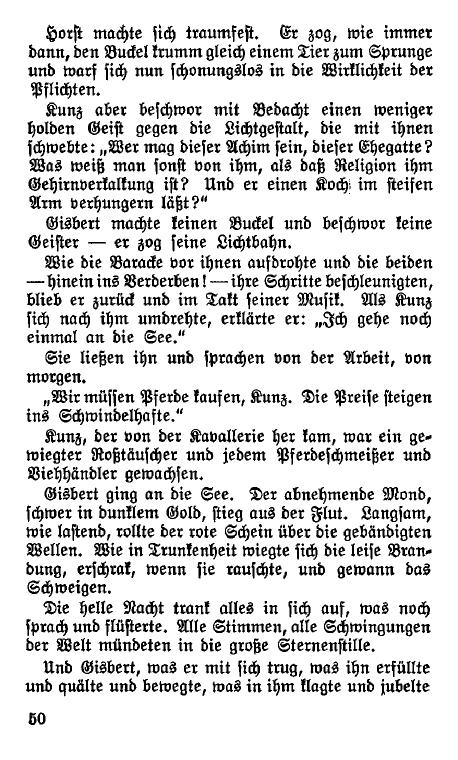 Horst machte sich traumfest. Er zog, wie immer
dann, den Buckel krumm gleich einem Tier zum Sprunge
und warf sich nun schonungslos in die Wirklichkeit der
Pflichten.
Kunz aber beschwor mit Bedacht einen weniger
holden Geist gegen die Lichtgestalt, die mit ihnen
schwebte: „Wer mag dieser Achim sein, dieser Ehegatte?
Was weiß man sonst von ihm, als daß Religion ihm
Gehirnverkalkung ist? Und er einen Koch im steifen
Arm verhungern läßt?“
Gisbert machte keinen Buckel und beschwor keine
Geister — er zog seine Lichtbahn.
Wie die Baracke vor ihnen aufdrohte und die beiden
— hinein ins Verderben! — ihre Schritte beschleunigten,
blieb er zurück und im Takt seiner Musik. Als Kunz
sich nach ihm umdrehte, erklärte er: „Ich gehe noch
einmal an die See.“
Sie ließen ihn und sprachen von der Arbeit, von
morgen.
„Wir müssen Pferde kaufen, Kunz. Die Preise steigen
ins Schwindelhafte.“
Kunz, der von der Kavallerie her kam, war ein ge-
wiegter Roßtäuscher und jedem Pferdeschmeißer und
Viehhändler gewachsen.
Gisbert ging an die See. Der abnehmende Mond,
schwer in dunklem Gold, stieg aus der Flut. Langsam,
wie lastend, rollte der rote Schein über die gebändigten
Wellen. Wie in Trunkenheit wiegte sich die leise Bran-
dung, erschrak, wenn sie rauschte, und gewann das
Schweigen.
Die helle Nacht trank alles in sich auf, was noch
sprach und flüsterte. Alle Stimmen, alle Schwingungen
der Welt mündeten in die große Sternenstille.
Und Gisbert, was er mit sich trug, was ihn erfüllte
und quälte und bewegte, was in ihm klagte und jubelte
50